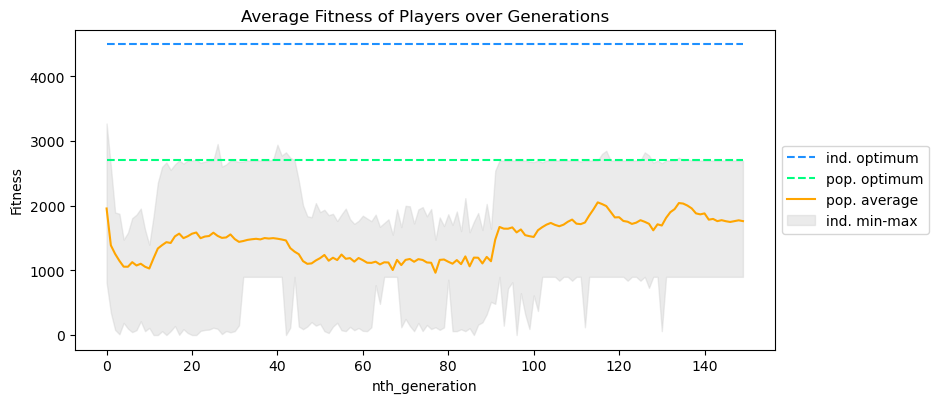 Average Fitness of Players over Generations
Fitness
4000
3000
2000
1000
0
0 20 40 60 80 100 120 140
nth_generation
ind. optimum
pop. optimum
pop. average
ind. min-max